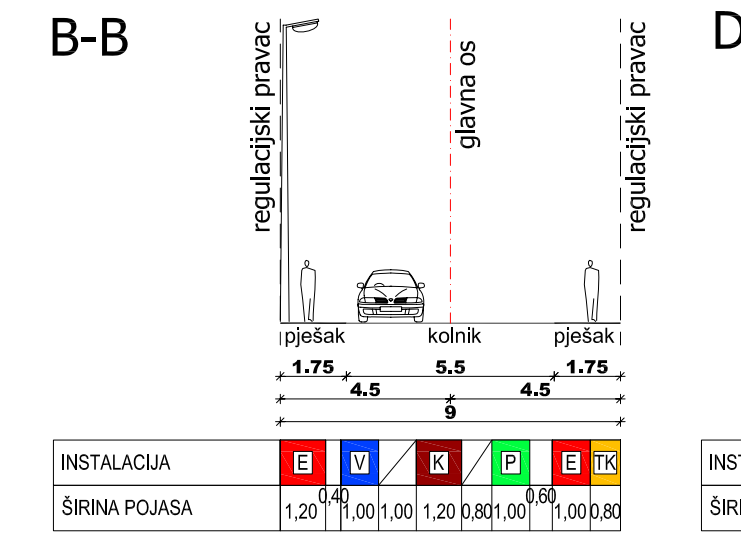 B-B
D
regulacijski pravac
glavna os
regulacijski pravac
pješak kolnik pješak
1.75 5.5 1.75
4.5 4.5
9
INSTALACIJA E V K P E TK
ŠIRINA POJASA 1,20 0,40 1,00 1,00 1,20 0,80 1,00 0,60 1,00 0,80
INST
ŠIRI